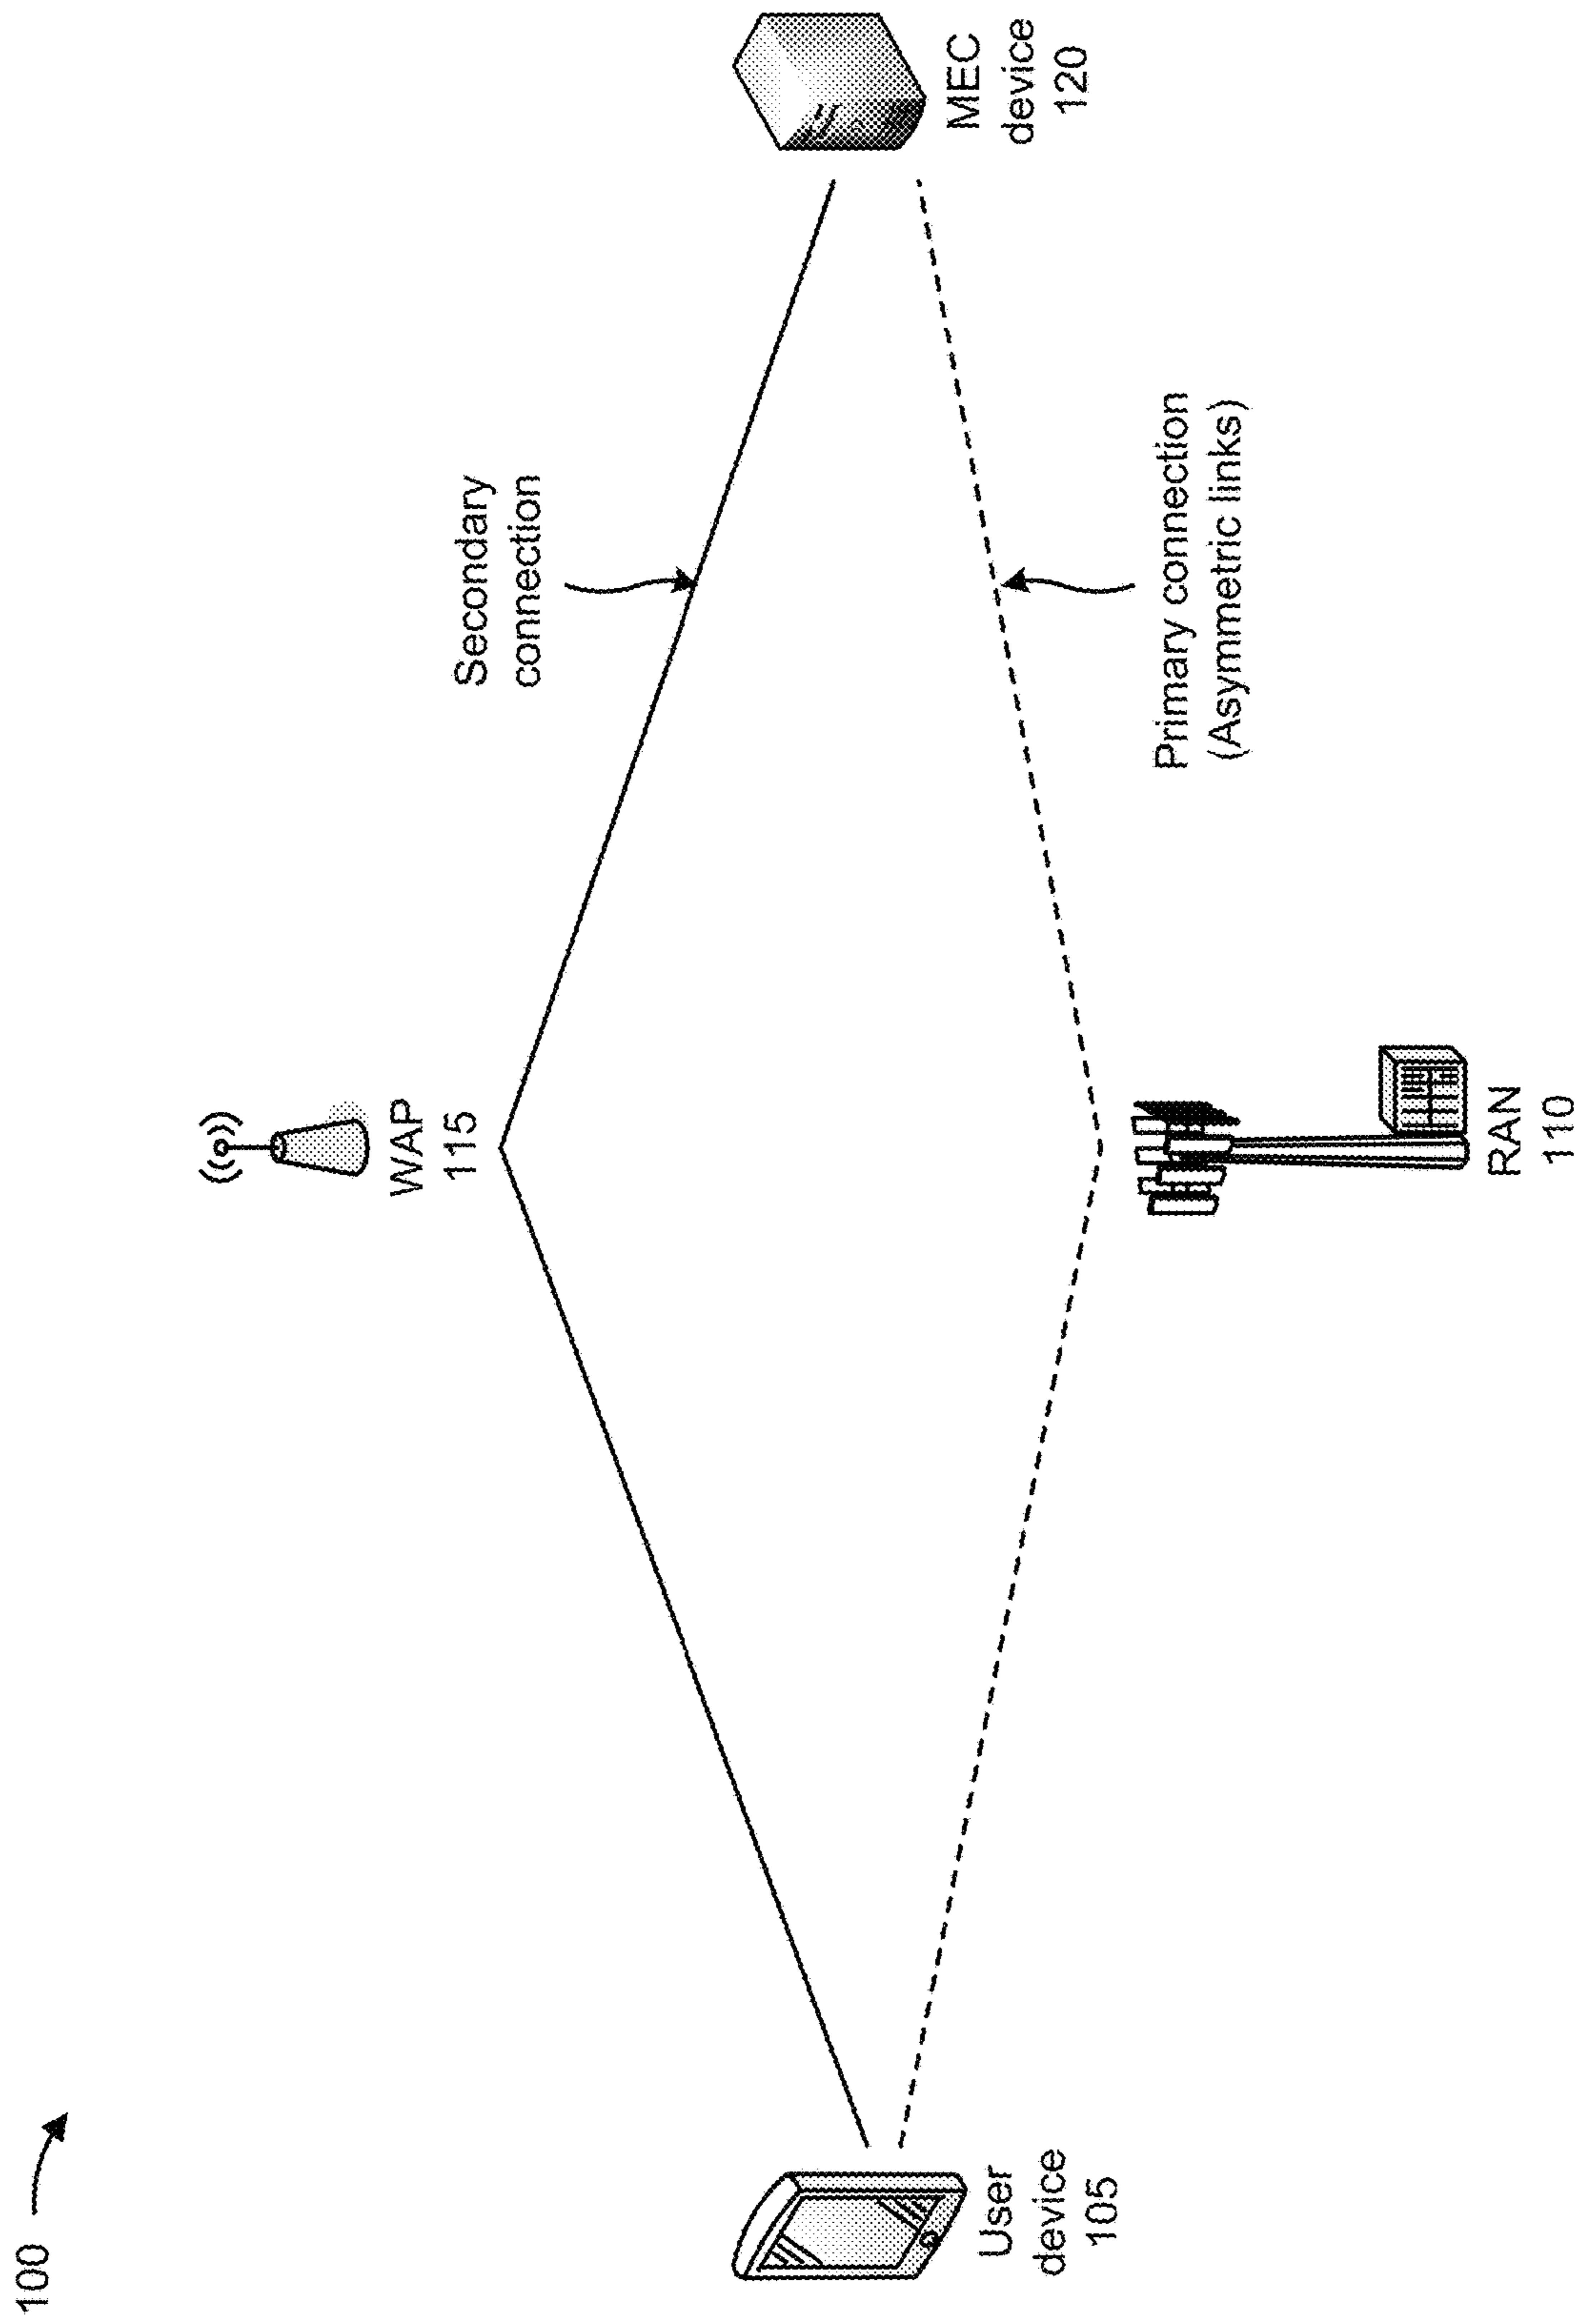 100
WAP
115
Secondary
connection
User
device
105
MEC
device
120
Primary connection
(Asymmetric links)
RAN
110